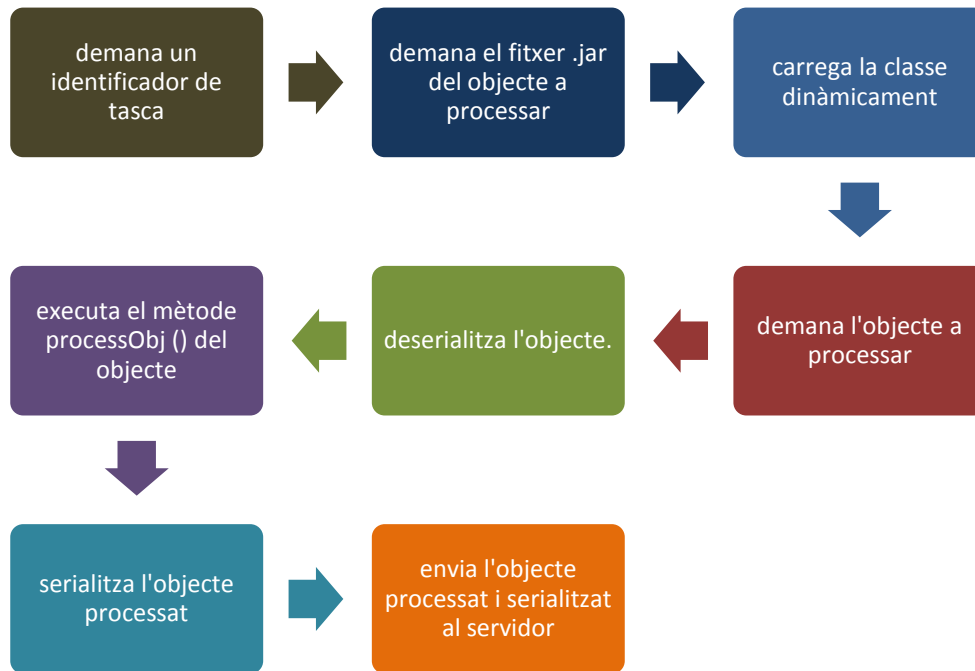 demana un
identificador de
tasca
demana el fitxer .jar
del objecte a
processar
carrega la classe
dinàmicament
demana l'objecte a
processar
deserialitza l'objecte.
executa el mètode
processObj () del
objecte
serialitza l'objecte
processat
envia l'objecte
processat i serialitzat
al servidor